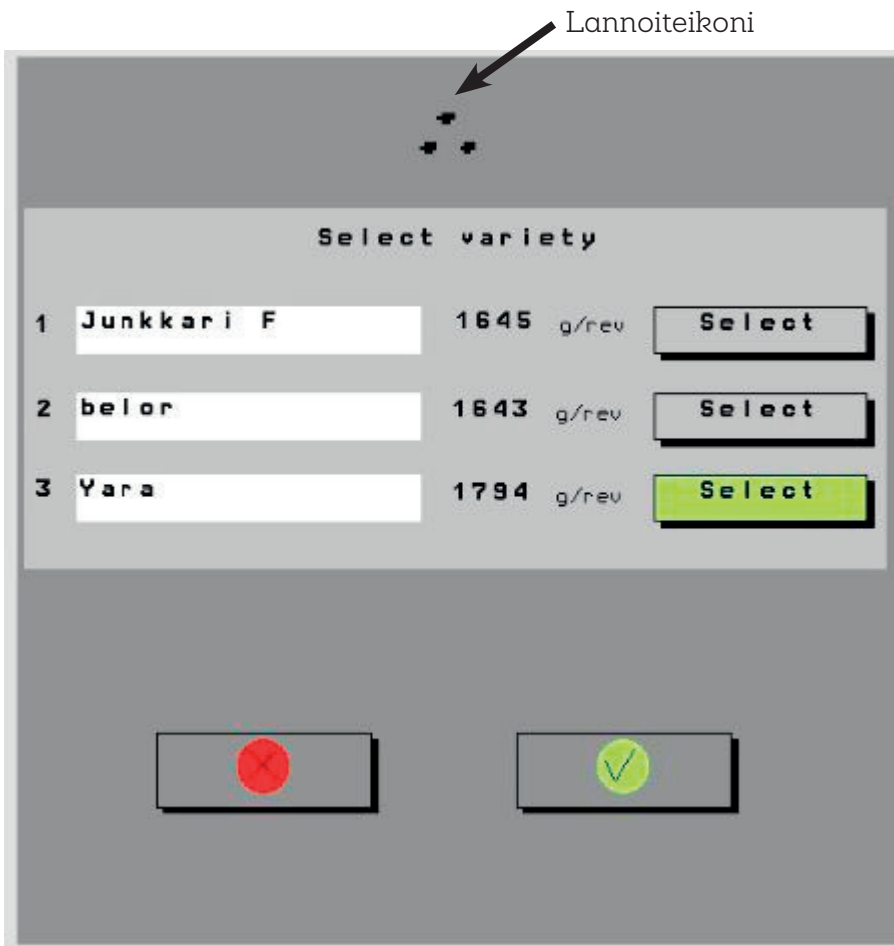 Lannoiteikoni
Select variety
1 Junkkari F 1645 g/rev Select
2 belor 1643 g/rev Select
3 Yara 1794 g/rev Select